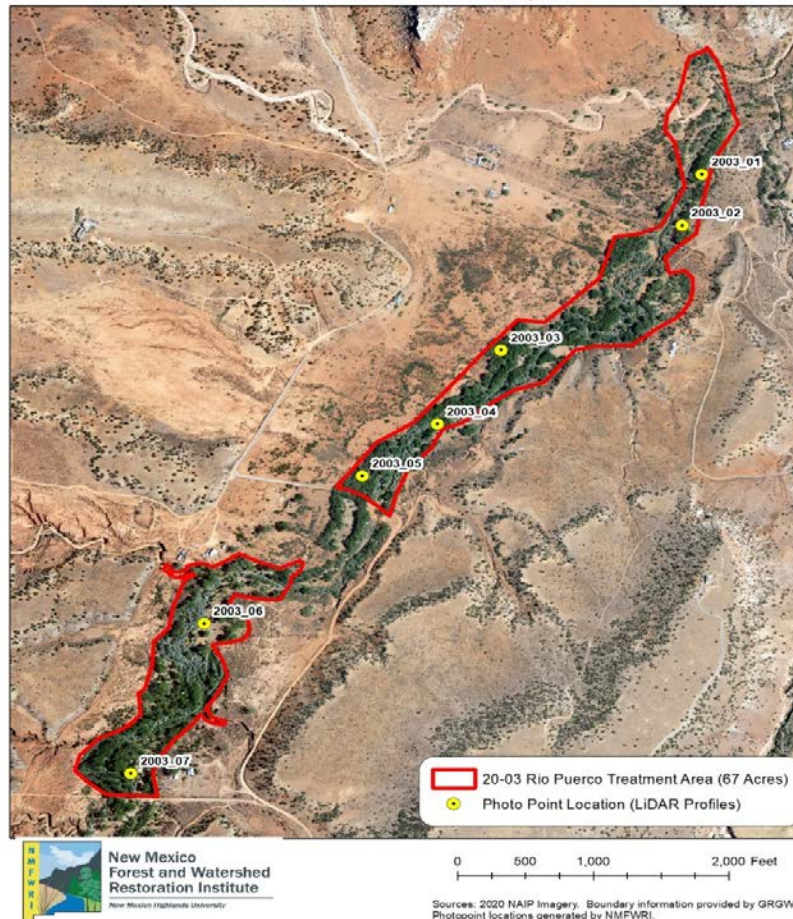 2003_01
2003_02
2003_03
2003_04
2003_05
2003_06
2003_07
20-03 Rio Puerco Treatment Area (67 Acres)
Photo Point Location (LiDAR Profiles)
NMFWRI
New Mexico
Forest and Watershed
Restoration Institute
New Mexico Highlands University
0 500 1,000 2,000 Feet
Sources: 2020 NAIP Imagery. Boundary information provided by GRGW
Photopoint locations generated by NMFWRI.